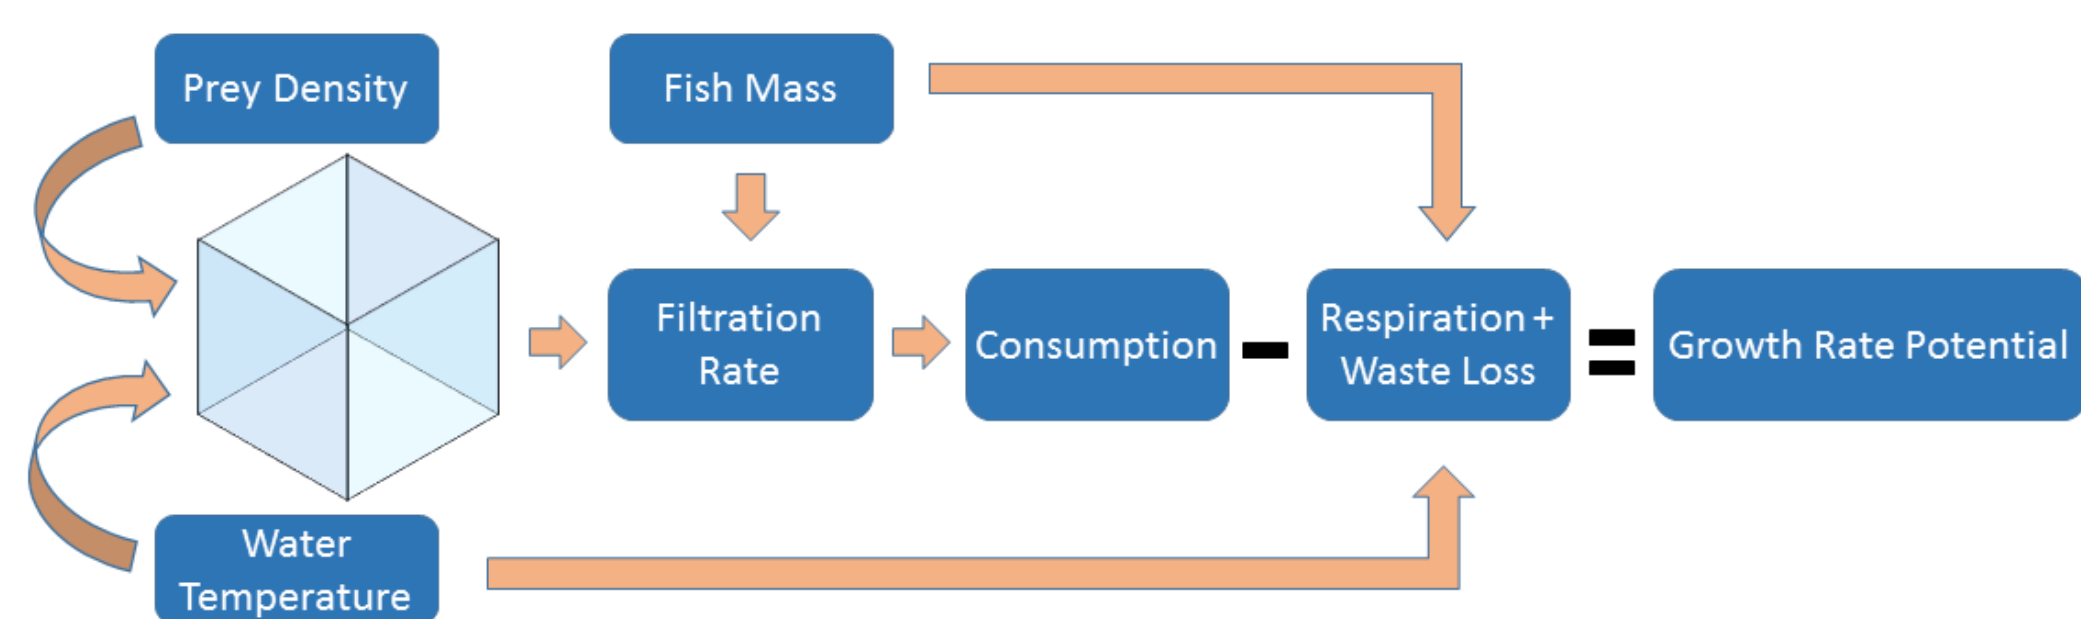 Prey Density
Fish Mass
Filtration
Rate
Consumption
Respiration +
Waste Loss
Growth Rate Potential
Water
Temperature